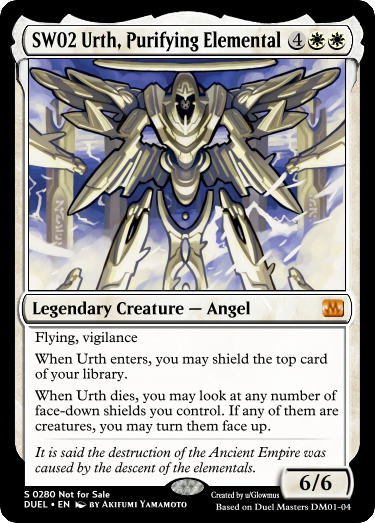 SW02 Urth, Purifying Elemental 4
Legendary Creature — Angel
Flying, vigilance
When Urth enters, you may shield the top card
of your library.
When Urth dies, you may look at any number of
face-down shields you control. If any of them are
creatures, you may turn them face up.
It is said the destruction of the Ancient Empire was
caused by the descent of the elementals.
6/6
S 0280 Not for Sale
DUEL • EN AKIFUMI YAMAMOTO
Created by u/Glowmus
Based on Duel Masters DM01-04